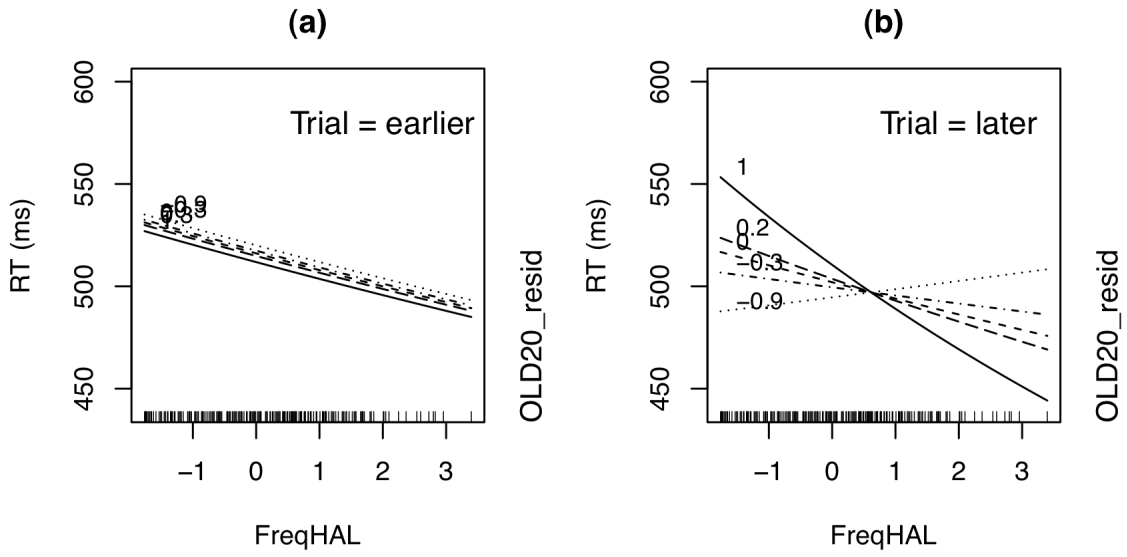 (a)
Trial = earlier
600
550
500
450
RT (ms)
−1 0 1 2 3
FreqHAL
OLD20_resid
(b)
Trial = later
600
550
500
450
RT (ms)
1
0.2
0
−0.3
−0.9
−1 0 1 2 3
FreqHAL
OLD20_resid